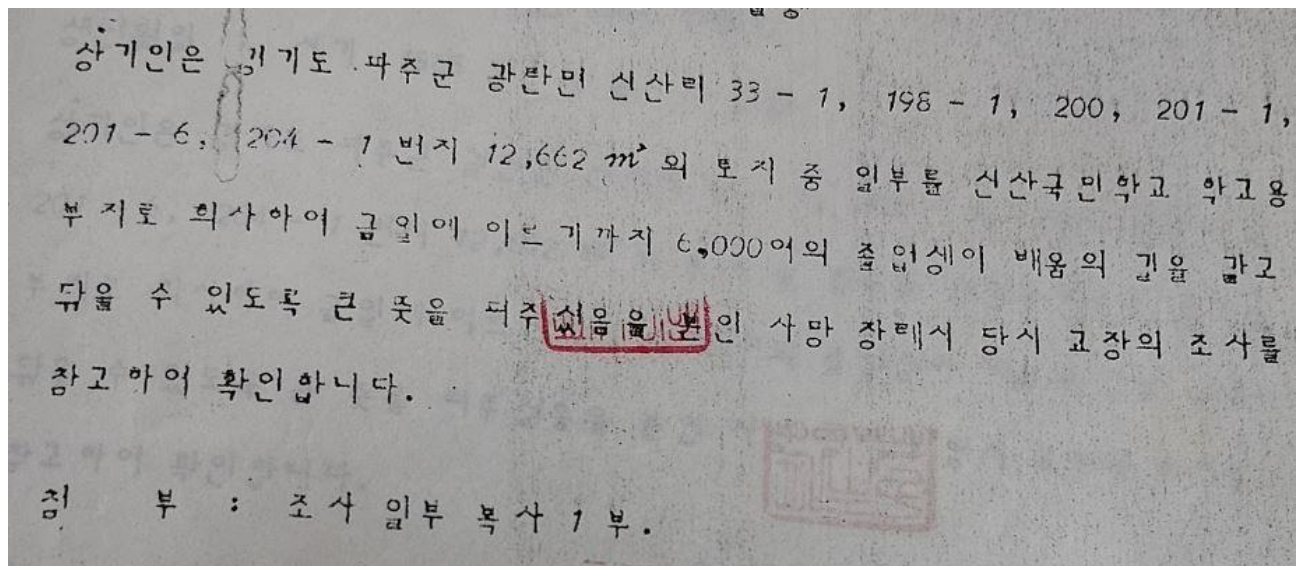 상기인은 경기도 파주군 광탄면 신산리 33 - 1, 198 - 1, 200, 201 - 1,
201 - 6, 204 - 1 번지 12,662 m² 의 토지 중 일부를 신산국민학교 학교용
부지로 희사하여 금일에 이르기까지 6,000여의 졸업생이 배움의 길을 갈고
닦을 수 있도록 큰 뜻을 펴주셨음을 본인 사망 장례시 당시 교장의 조사를
참고하여 확인합니다.
첨 부 : 조사 일부 복사 1 부.